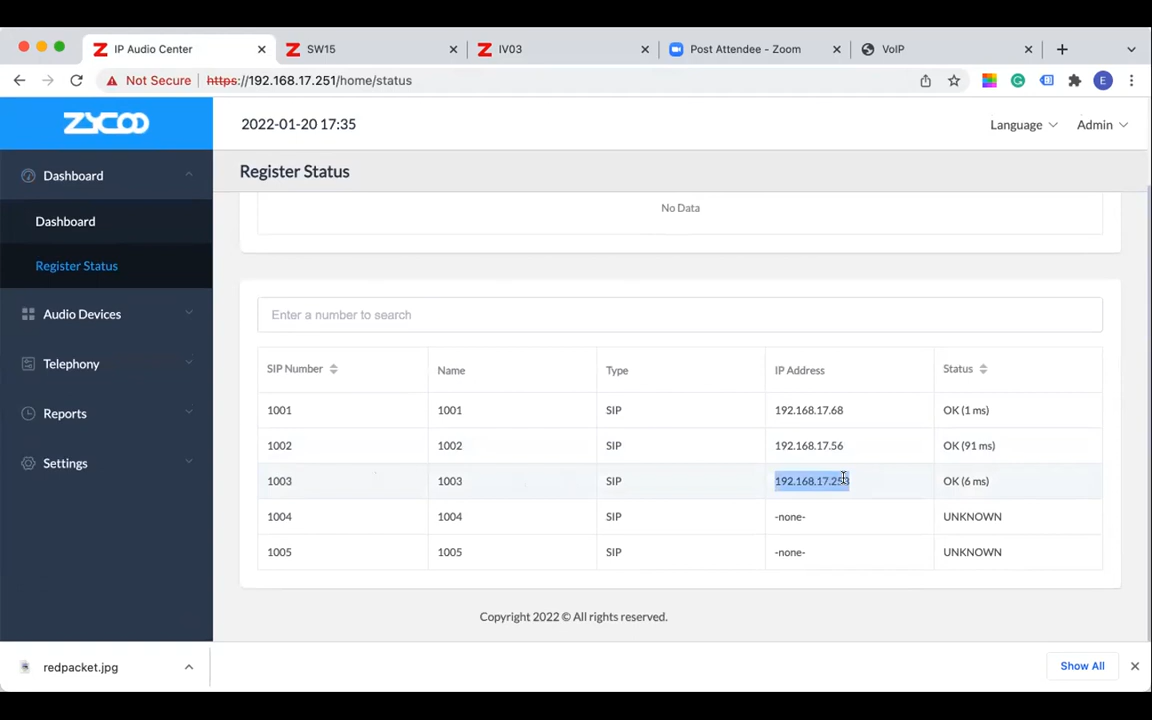 IP Audio Center
SW15
IV03
Post Attendee - Zoom
VoIP
Not Secure https://192.168.17.251/home/status
E
ZYCOO
2022-01-20 17:35
Language Admin
Dashboard
Register Status
Dashboard
No Data
Register Status
Audio Devices
Enter a number to search
Telephony
SIP Number Name Type IP Address Status
1001 1001 SIP 192.168.17.68 OK (1 ms)
Reports
1002 1002 SIP 192.168.17.56 OK (91 ms)
Settings
1003 1003 SIP OK (6 ms)
1004 1004 SIP -none- UNKNOWN
1005 1005 SIP -none- UNKNOWN
Copyright 2022 © All rights reserved.
redpacket.jpg
Show All